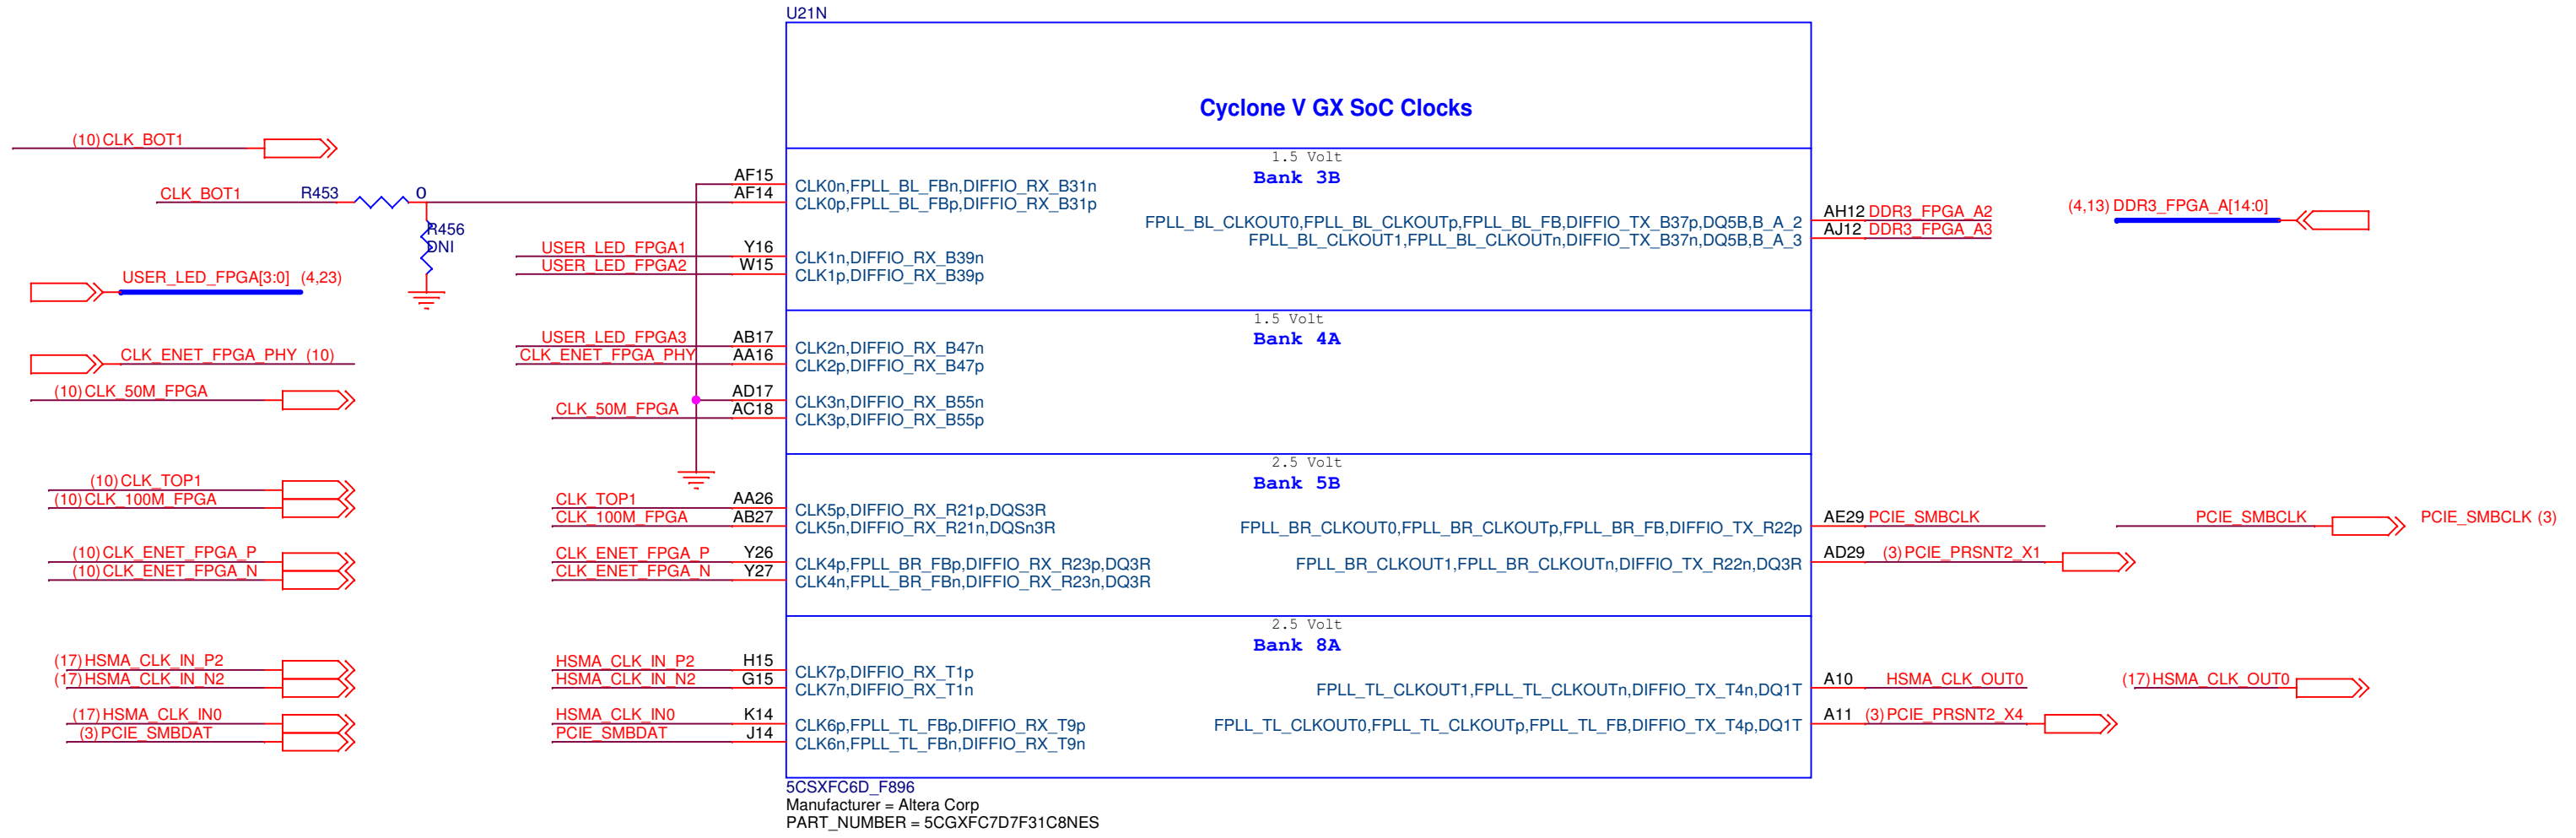 U21N
Cyclone V GX SoC Clocks
(10) CLK_BOT1
1.5 Volt
Bank 3B
AF15
CLK0n,FPLL_BL_FBn,DIFFIO_RX_B31n
CLK_BOT1 R453 0 AF14
CLK0p,FPLL_BL_FBp,DIFFIO_RX_B31p
R456
DNI
FPLL_BL_CLKOUT0,FPLL_BL_CLKOUTp,FPLL_BL_FB,DIFFIO_TX_B37p,DQ5B,B_A_2 AH12 DDR3_FPGA_A2
(4,13) DDR3_FPGA_A[14:0]
FPLL_BL_CLKOUT1,FPLL_BL_CLKOUTn,DIFFIO_TX_B37n,DQ5B,B_A_3 AJ12 DDR3_FPGA_A3
USER_LED_FPGA1 Y16 CLK1n,DIFFIO_RX_B39n
USER_LED_FPGA2 W15 CLK1p,DIFFIO_RX_B39p
USER_LED_FPGA[3:0] (4,23)
1.5 Volt
Bank 4A
USER_LED_FPGA3 AB17 CLK2n,DIFFIO_RX_B47n
CLK_ENET_FPGA_PHY (10)
CLK_ENET_FPGA_PHY AA16 CLK2p,DIFFIO_RX_B47p
(10) CLK_50M_FPGA
AD17 CLK3n,DIFFIO_RX_B55n
CLK_50M_FPGA AC18 CLK3p,DIFFIO_RX_B55p
2.5 Volt
Bank 5B
(10) CLK_TOP1
(10) CLK_100M_FPGA
CLK_TOP1 AA26 CLK5p,DIFFIO_RX_R21p,DQS3R
CLK_100M_FPGA AB27 CLK5n,DIFFIO_RX_R21n,DQSn3R
FPLL_BR_CLKOUT0,FPLL_BR_CLKOUTp,FPLL_BR_FB,DIFFIO_TX_R22p AE29 PCIE_SMBCLK
PCIE_SMBCLK PCIE_SMBCLK (3)
(10) CLK_ENET_FPGA_P
(10) CLK_ENET_FPGA_N
CLK_ENET_FPGA_P Y26 CLK4p,FPLL_BR_FBp,DIFFIO_RX_R23p,DQ3R
CLK_ENET_FPGA_N Y27 CLK4n,FPLL_BR_FBn,DIFFIO_RX_R23n,DQ3R
FPLL_BR_CLKOUT1,FPLL_BR_CLKOUTn,DIFFIO_TX_R22n,DQ3R AD29 (3) PCIE_PRSNT2_X1
2.5 Volt
Bank 8A
(17) HSMA_CLK_IN_P2
(17) HSMA_CLK_IN_N2
HSMA_CLK_IN_P2 H15 CLK7p,DIFFIO_RX_T1p
HSMA_CLK_IN_N2 G15 CLK7n,DIFFIO_RX_T1n
FPLL_TL_CLKOUT1,FPLL_TL_CLKOUTn,DIFFIO_TX_T4n,DQ1T A10 HSMA_CLK_OUT0
(17) HSMA_CLK_OUT0
(17) HSMA_CLK_IN0
(3) PCIE_SMBDAT
HSMA_CLK_IN0 K14 CLK6p,FPLL_TL_FBp,DIFFIO_RX_T9p
PCIE_SMBDAT J14 CLK6n,FPLL_TL_FBn,DIFFIO_RX_T9n
FPLL_TL_CLKOUT0,FPLL_TL_CLKOUTp,FPLL_TL_FB,DIFFIO_TX_T4p,DQ1T A11 (3) PCIE_PRSNT2_X4
5CSXFC6D_F896
Manufacturer = Altera Corp
PART_NUMBER = 5CGXFC7D7F31C8NES